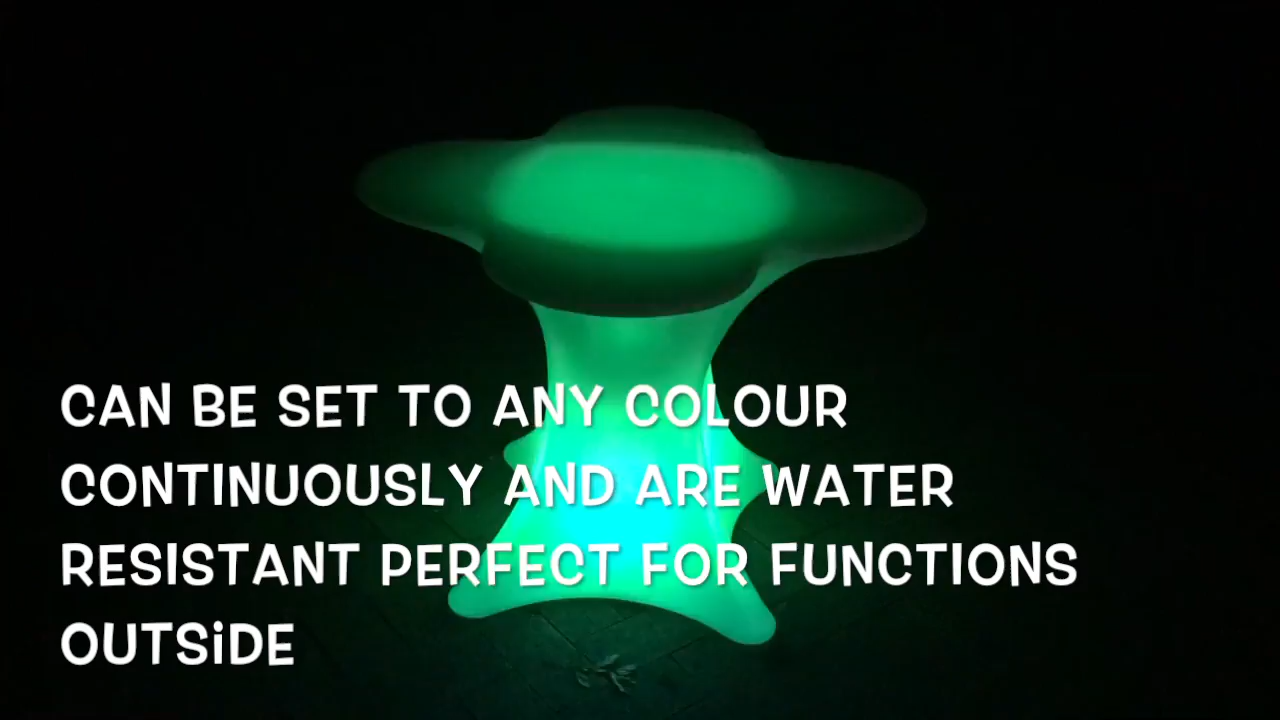 CAN BE SET TO ANY COLOUR
CONTINUOUSLY AND ARE WATER
RESISTANT PERFECT FOR FUNCTIONS
OUTSiDE